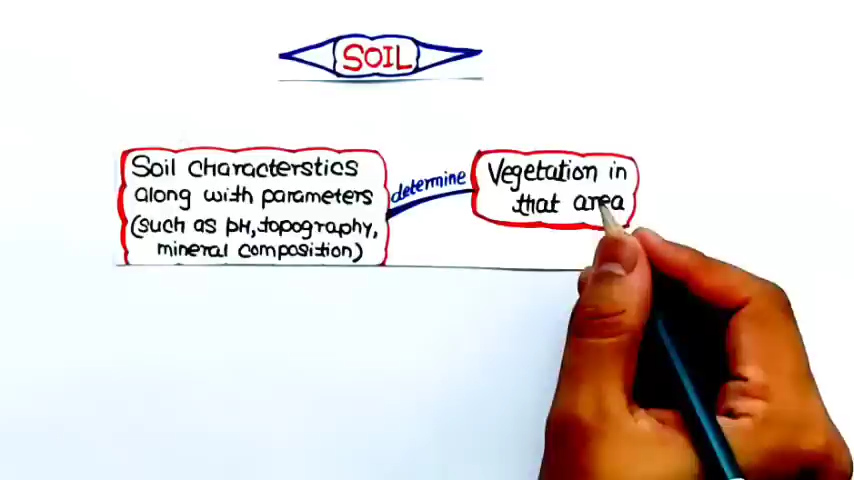 SOIL
Soil characterstics
along with parameters
(such as pH, topography,
mineral composition)
determine
Vegetation in
that area